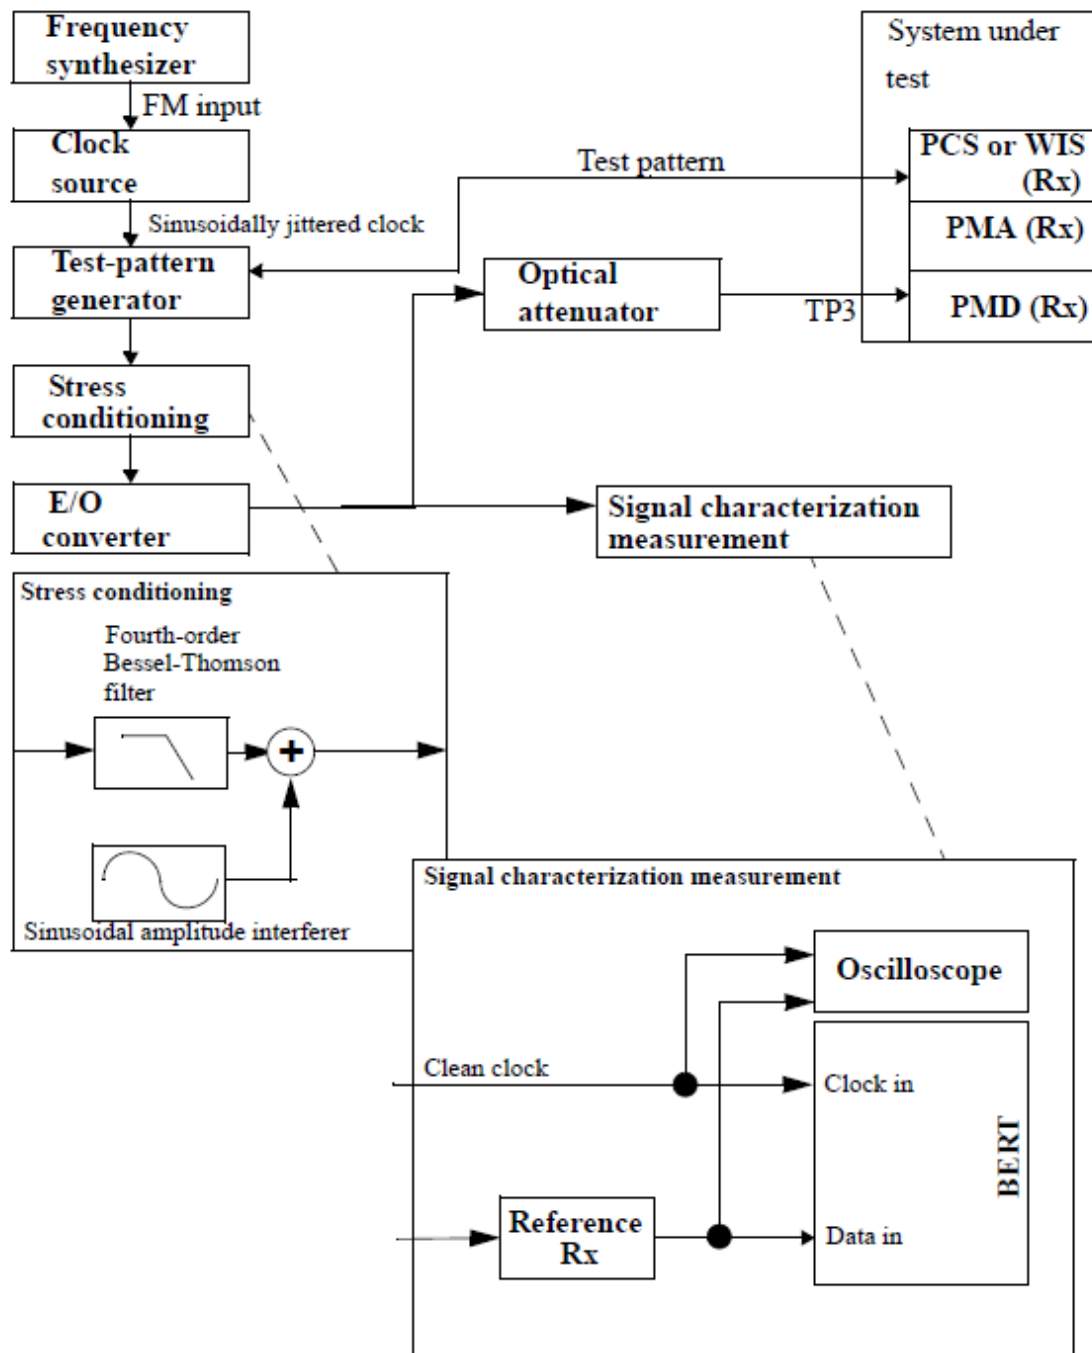 Frequency
synthesizer
FM input
Clock
source
Sinusoidally jittered clock
Test-pattern
generator
Stress
conditioning
E/O
converter
Test pattern
Optical
attenuator
TP3
System under
test
PCS or WIS
(Rx)
PMA (Rx)
PMD (Rx)
Signal characterization
measurement
Stress conditioning
Fourth-order
Bessel-Thomson
filter
+
Sinusoidal amplitude interferer
Signal characterization measurement
Oscilloscope
Clean clock
Clock in
BERT
Reference
Rx
Data in